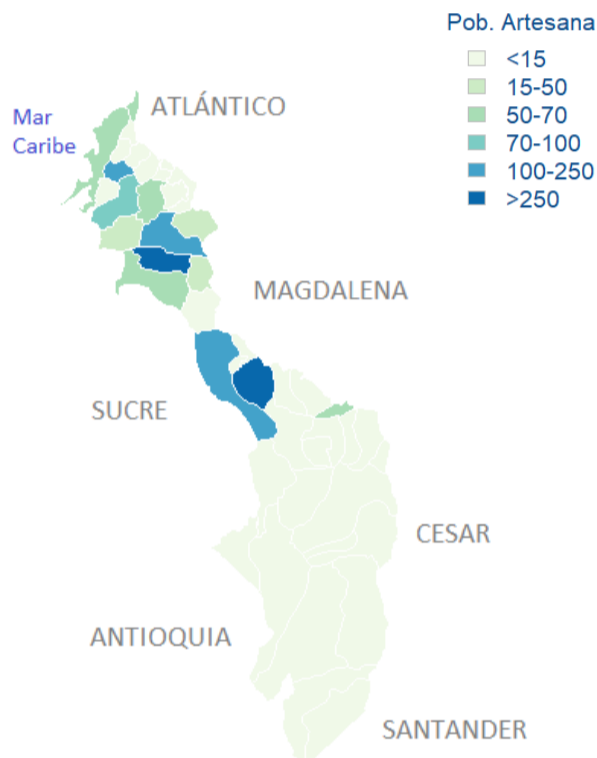 Pob. Artesana
<15
15-50
50-70
70-100
100-250
>250
ATLÁNTICO
Mar
Caribe
MAGDALENA
SUCRE
CESAR
ANTIOQUIA
SANTANDER